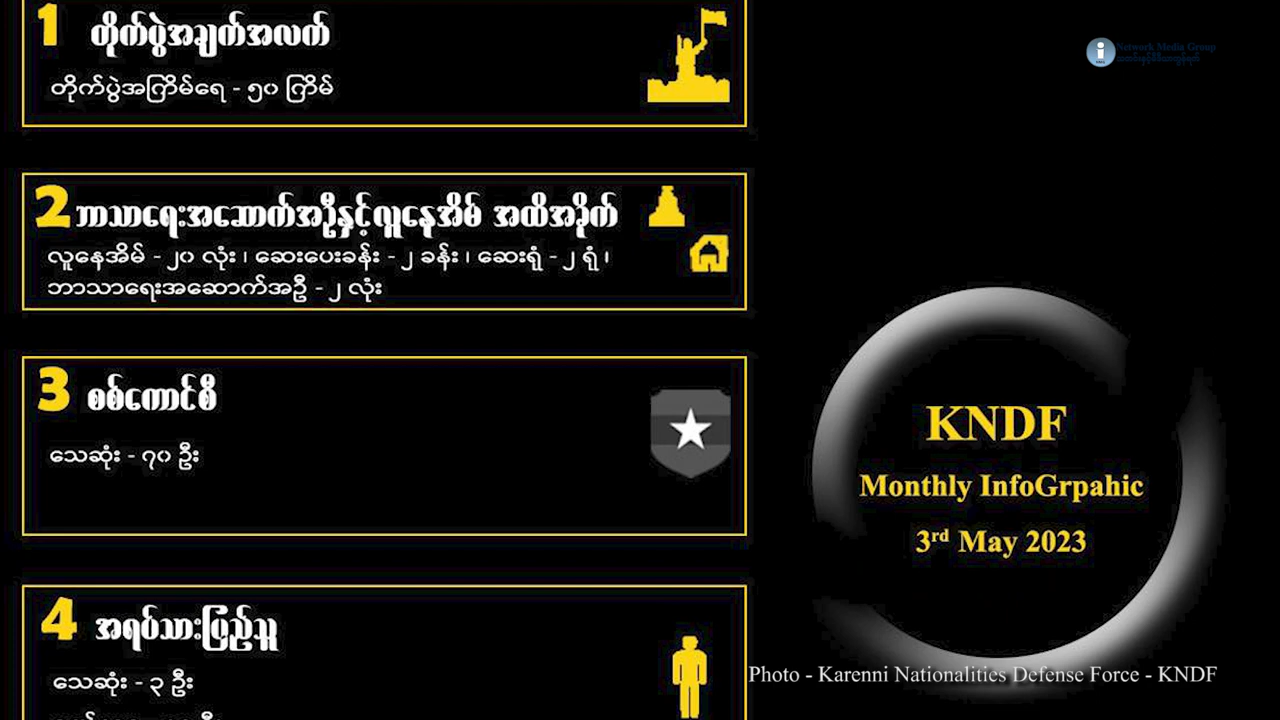 1 တိုက်ပွဲအချက်အလက်
တိုက်ပွဲအကြိမ်ရေ - ၅၀ ကြိမ်
2 ဘာသာရေးအဆောက်အဦနှင့်လူနေအိမ် အထိအခိုက်
လူနေအိမ် - ၂၀ လုံး ၊ ဆေးပေးခန်း - ၂ ခန်း ၊ ဆေးရုံ - ၂ ရုံ ၊
ဘာသာရေးအဆောက်အဦ - ၂ လုံး
3 စစ်ကောင်စီ
သေဆုံး - ၇၀ ဦး
4 အရပ်သားပြည်သူ
သေဆုံး - ၃ ဦး
Network Media Group
KNDF
Monthly InfoGrpahic
3rd May 2023
Photo - Karenni Nationalities Defense Force - KNDF